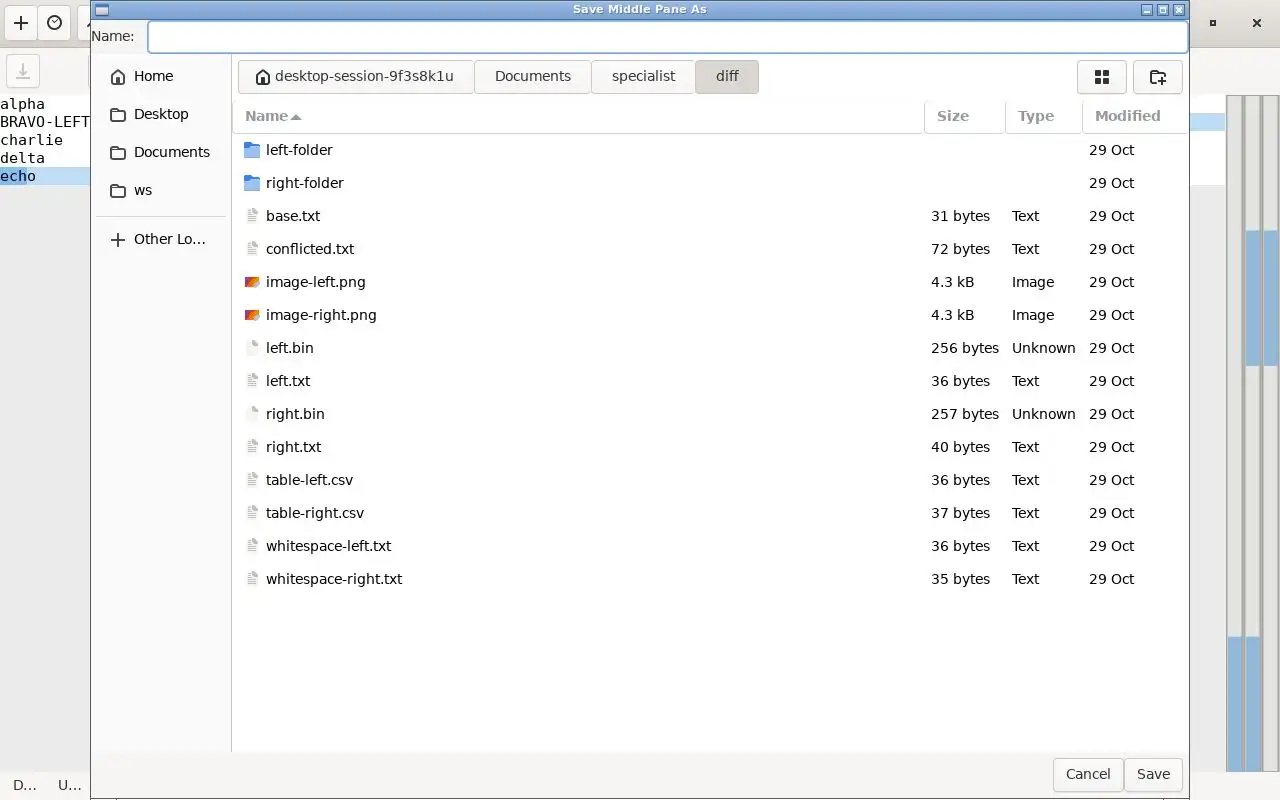 Save Middle Pane As
Name:
Home
Desktop
Documents
ws
Other Lo...
desktop-session-9f3s8k1u Documents specialist diff
Name Size Type Modified
left-folder 29 Oct
right-folder 29 Oct
base.txt 31 bytes Text 29 Oct
conflicted.txt 72 bytes Text 29 Oct
image-left.png 4.3 kB Image 29 Oct
image-right.png 4.3 kB Image 29 Oct
left.bin 256 bytes Unknown 29 Oct
left.txt 36 bytes Text 29 Oct
right.bin 257 bytes Unknown 29 Oct
right.txt 40 bytes Text 29 Oct
table-left.csv 36 bytes Text 29 Oct
table-right.csv 37 bytes Text 29 Oct
whitespace-left.txt 36 bytes Text 29 Oct
whitespace-right.txt 35 bytes Text 29 Oct
Cancel Save
alpha
BRAVO-LEFT
charlie
delta
echo
D... U...